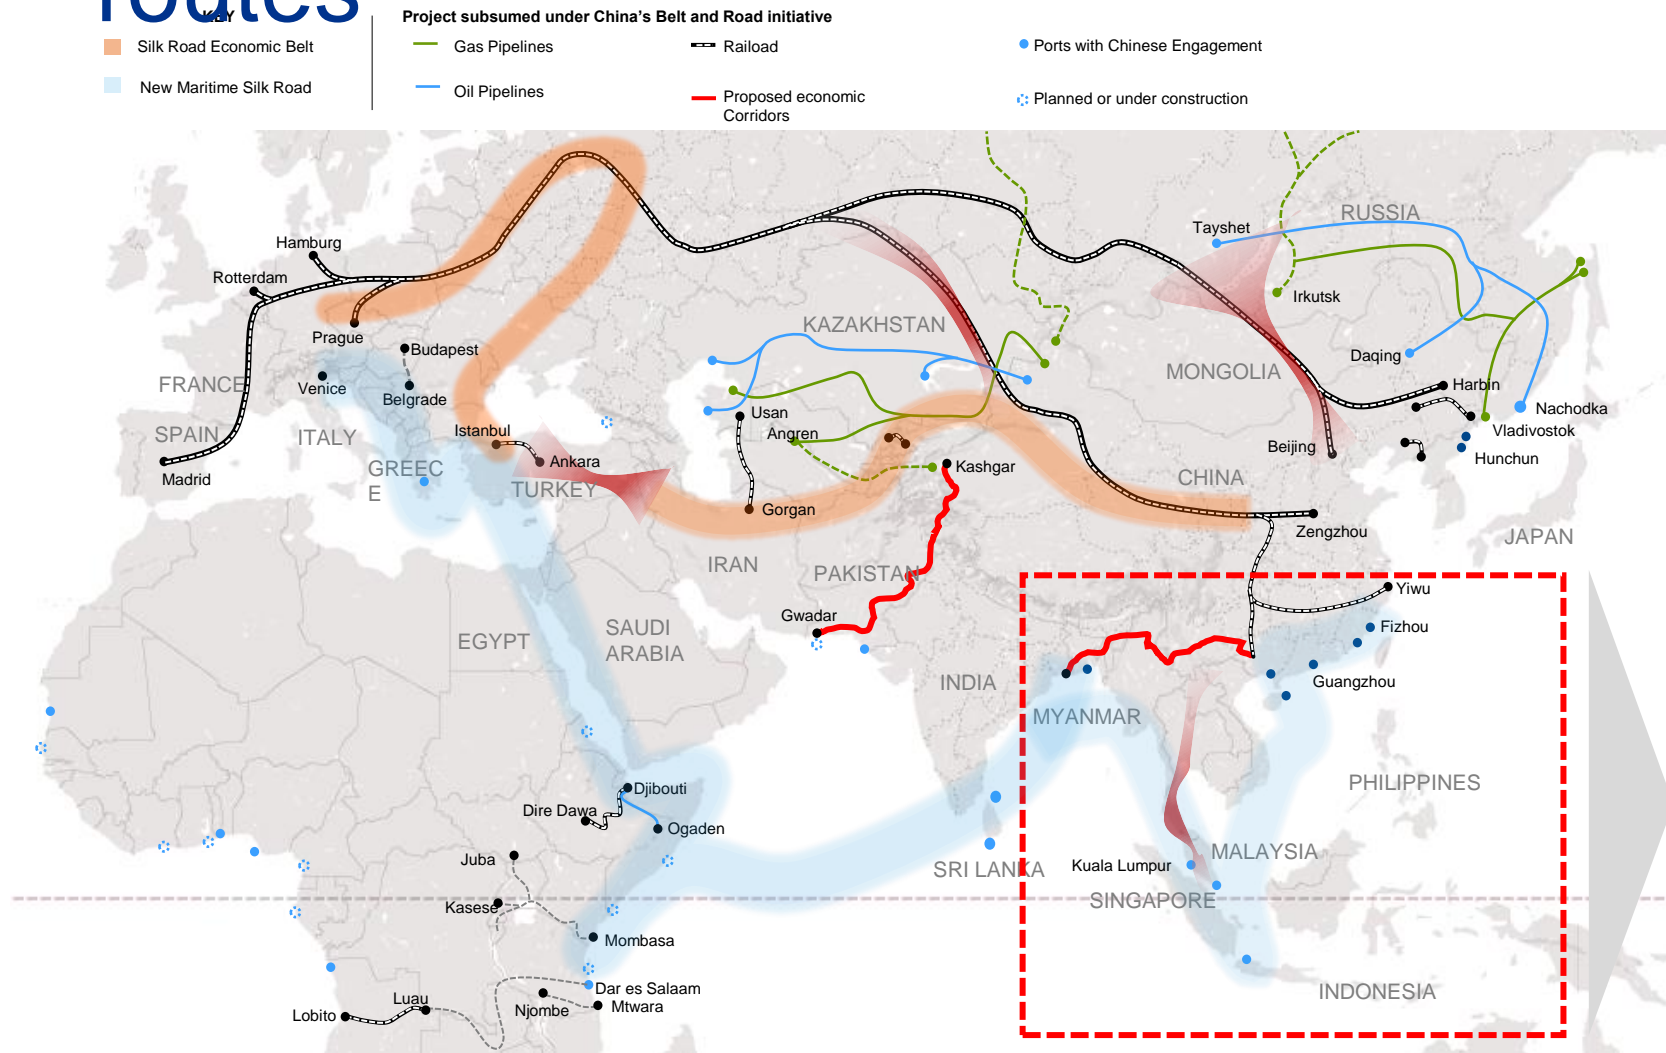 routes
KEY
Project subsumed under China's Belt and Road initiative
Silk Road Economic Belt
Gas Pipelines
Raiload
Ports with Chinese Engagement
New Maritime Silk Road
Oil Pipelines
Proposed economic
Corridors
Planned or under construction
RUSSIA
Tayshet
Hamburg
Rotterdam
Irkutsk
KAZAKHSTAN
Prague
Budapest
Daqing
MONGOLIA
FRANCE
Venice
Belgrade
Harbin
Nachodka
Usan
Vladivostok
SPAIN
ITALY
Istanbul
Angren
Beijing
Hunchun
Madrid
GREEC
E
Ankara
TURKEY
Kashgar
CHINA
Gorgan
Zengzhou
JAPAN
IRAN
PAKISTAN
Yiwu
Gwadar
Fizhou
EGYPT
SAUDI
ARABIA
INDIA
Guangzhou
MYANMAR
PHILIPPINES
Djibouti
Dire Dawa
Ogaden
Juba
SRI LANKA
Kuala Lumpur
MALAYSIA
SINGAPORE
Kasese
Mombasa
Dar es Salaam
INDONESIA
Luau
Njombe
Mtwara
Lobito